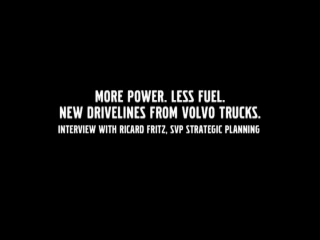 MORE POWER. LESS FUEL.
NEW DRIVELINES FROM VOLVO TRUCKS.
INTERVIEW WITH RICARD FRITZ, SVP STRATEGIC PLANNING